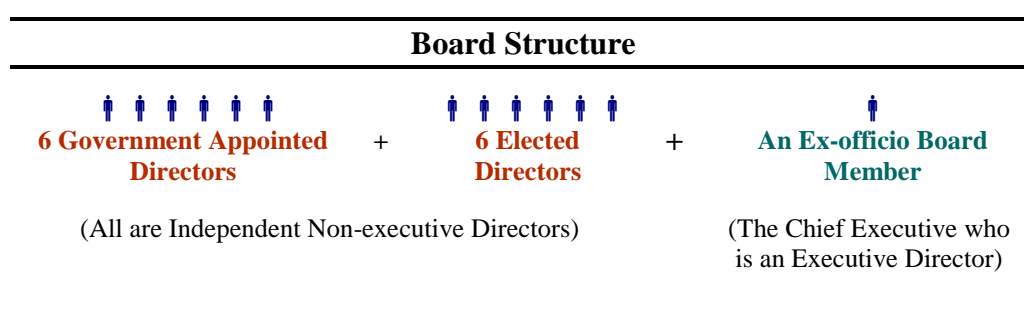 Board Structure
6 Government Appointed + 6 Elected + An Ex-officio Board
Directors Directors Member
(All are Independent Non-executive Directors) (The Chief Executive who
is an Executive Director)